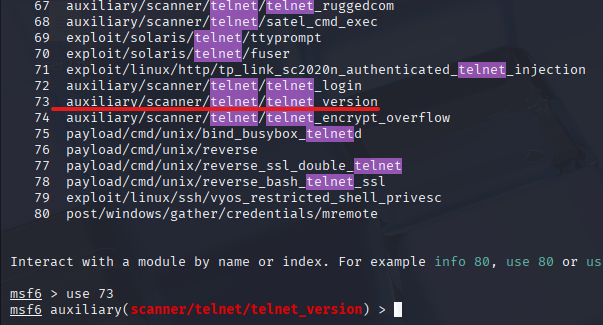 67 auxiliary/scanner/telnet/telnet_ruggedcom
68 auxiliary/scanner/telnet/satel_cmd_exec
69 exploit/solaris/telnet/ttyprompt
70 exploit/solaris/telnet/fuser
71 exploit/linux/http/tp_link_sc2020n_authenticated_telnet_injection
72 auxiliary/scanner/telnet/telnet_login
73 auxiliary/scanner/telnet/telnet_version
74 auxiliary/scanner/telnet/telnet_encrypt_overflow
75 payload/cmd/unix/bind_busybox_telnetd
76 payload/cmd/unix/reverse
77 payload/cmd/unix/reverse_ssl_double_telnet
78 payload/cmd/unix/reverse_bash_telnet_ssl
79 exploit/linux/ssh/vyos_restricted_shell_privesc
80 post/windows/gather/credentials/mremote
Interact with a module by name or index. For example info 80, use 80 or us
msf6 > use 73
msf6 auxiliary(scanner/telnet/telnet_version) >